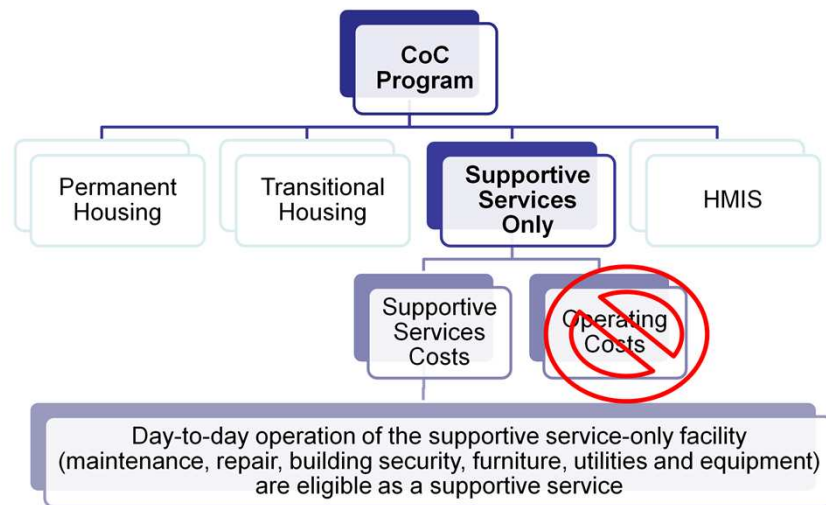 CoC
Program
Permanent
Housing
Transitional
Housing
Supportive
Services
Only
HMIS
Supportive
Services
Costs
Operating
Costs
Day-to-day operation of the supportive service-only facility
(maintenance, repair, building security, furniture, utilities and equipment)
are eligible as a supportive service